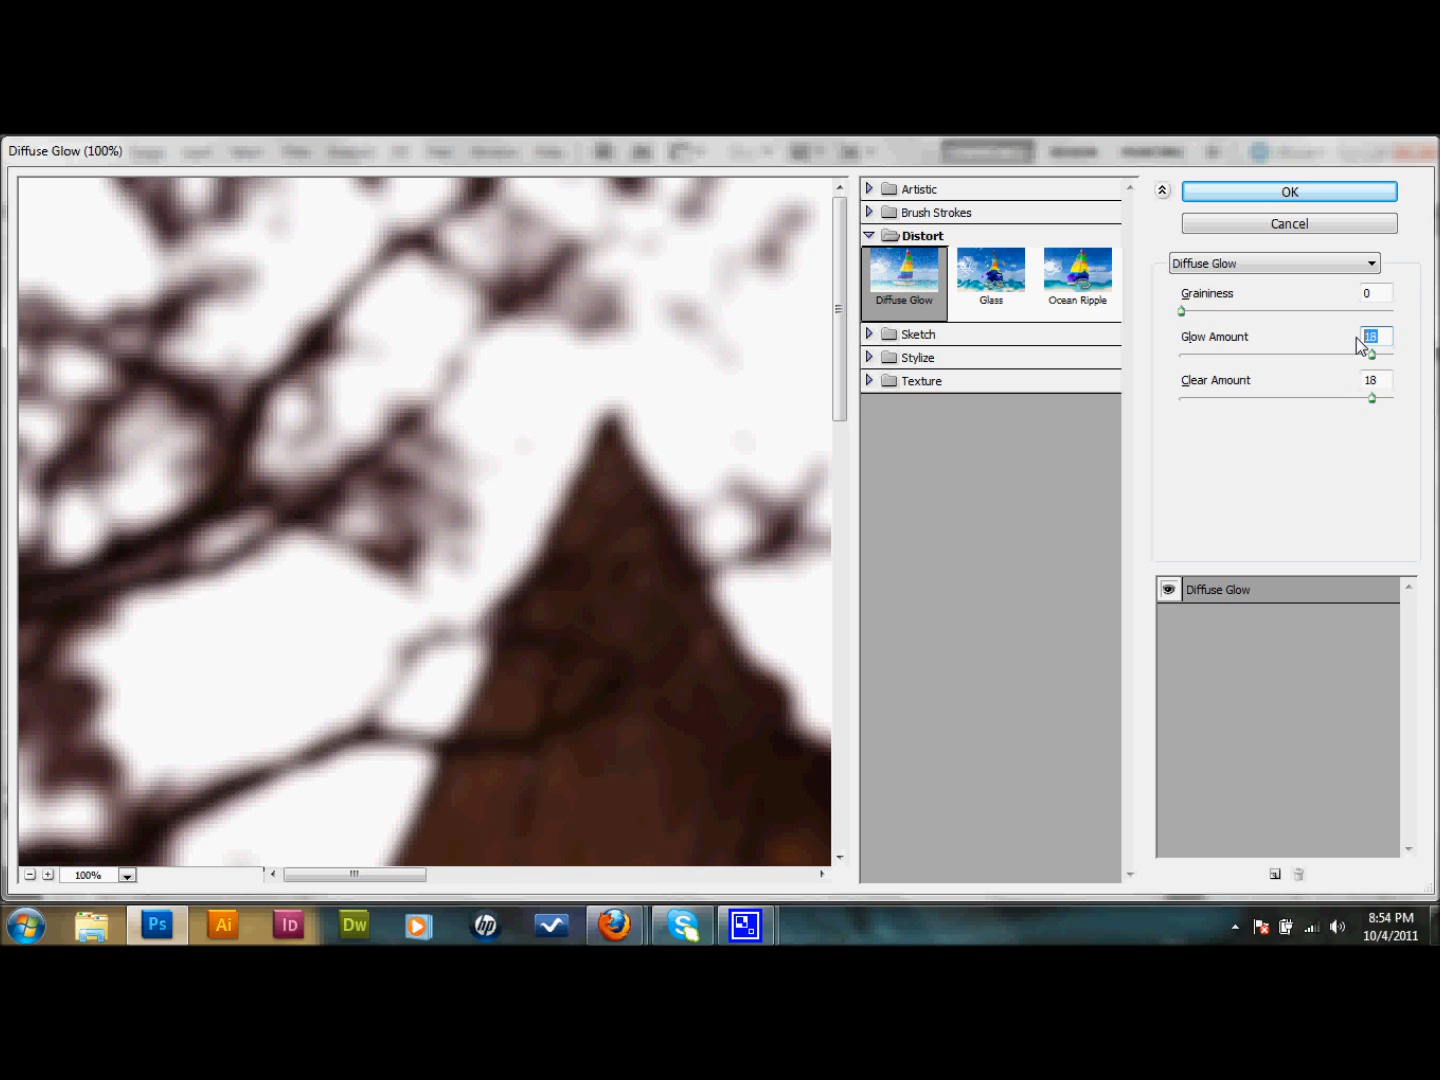 Diffuse Glow (100%)
Artistic
Brush Strokes
Distort
Diffuse Glow
Glass
Ocean Ripple
Sketch
Stylize
Texture
OK
Cancel
Diffuse Glow
Graininess
0
Glow Amount
18
Clear Amount
18
Diffuse Glow
100%
Ps
Ai
Id
Dw
hp
S
8:54 PM
10/4/2011